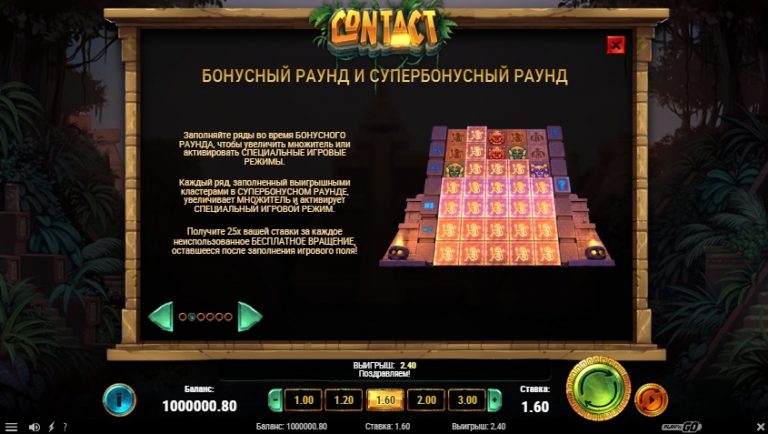 CONTACT
БОНУСНЫЙ РАУНД И СУПЕРБОНУСНЫЙ РАУНД
Заполняйте ряды во время БОНУСНОГО
РАУНДА, чтобы увеличить множитель или
активировать СПЕЦИАЛЬНЫЕ ИГРОВЫЕ
РЕЖИМЫ.
Каждый ряд, заполненный выигрышными
кластерами в СУПЕРБОНУСНОМ РАУНДЕ,
увеличивает МНОЖИТЕЛЬ и активирует
СПЕЦИАЛЬНЫЙ ИГРОВОЙ РЕЖИМ.
Получите 25x вашей ставки за каждое
неиспользованное БЕСПЛАТНОЕ ВРАЩЕНИЕ,
оставшееся после заполнения игрового поля!
ВЫИГРЫШ: 2.40
Поздравляем!
Баланс:
1000000.80
1.00 1.20 1.60 2.00 3.00
Ставка:
1.60
Баланс: 1000000.80 Ставка: 1.60 Выигрыш: 2.40
PLAY'N GO